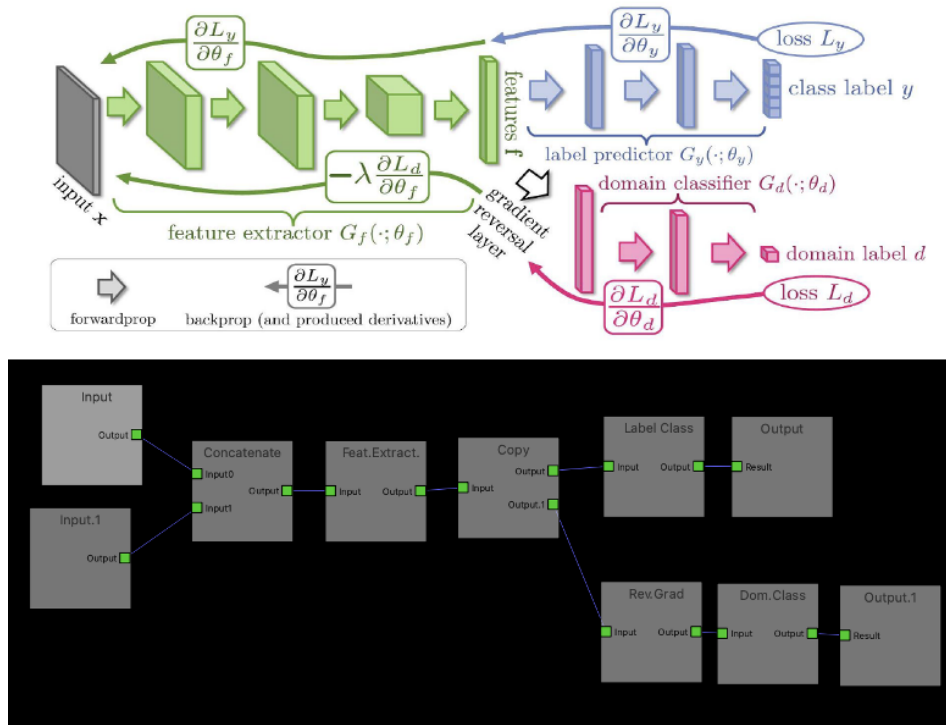 ∂L_y/∂θ_f
∂L_y/∂θ_y
loss L_y
features f
class label y
label predictor G_y(·; θ_y)
input x
−λ ∂L_d/∂θ_f
feature extractor G_f(·; θ_f)
gradient
reversal
layer
domain classifier G_d(·; θ_d)
domain label d
∂L_d/∂θ_d
loss L_d
forwardprop
∂L_y/∂θ_f
backprop (and produced derivatives)
Input
Output
Input.1
Output
Concatenate
Input0
Output
Input1
Feat.Extract.
Input
Output
Copy
Output
Input
Output.1
Label Class
Input
Output
Output
Result
Rev.Grad
Input
Output
Dom.Class
Input
Output
Output.1
Result